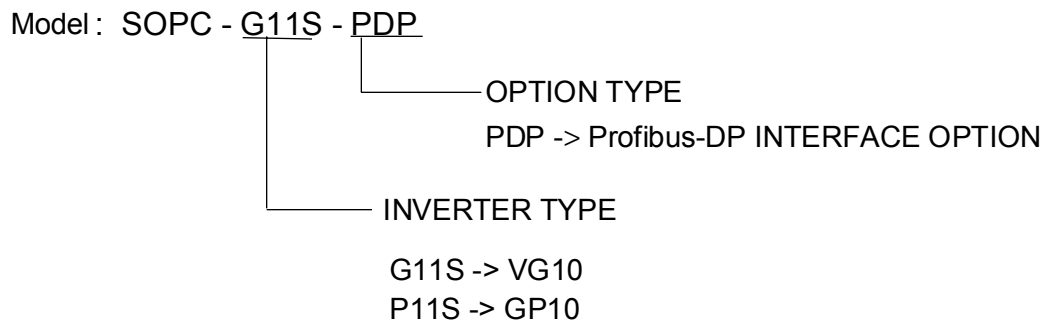 Model : SOPC - G11S - PDP
OPTION TYPE
PDP -> Profibus-DP INTERFACE OPTION
INVERTER TYPE
G11S -> VG10
P11S -> GP10